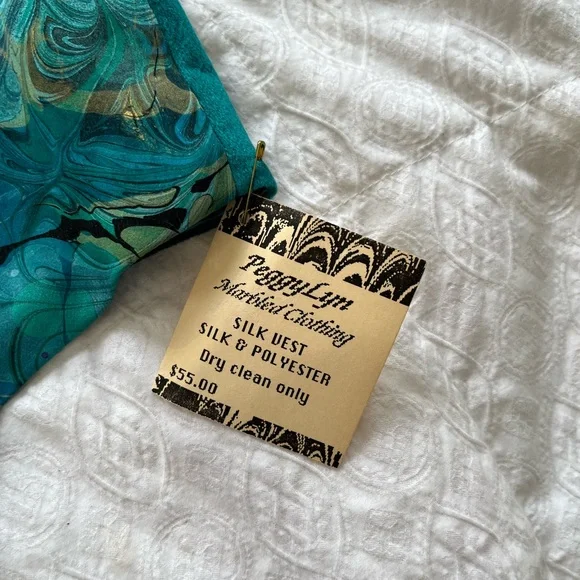 PeggyLyn
Marbled Clothing
SILK VEST
SILK & POLYESTER
Dry clean only
$55.00